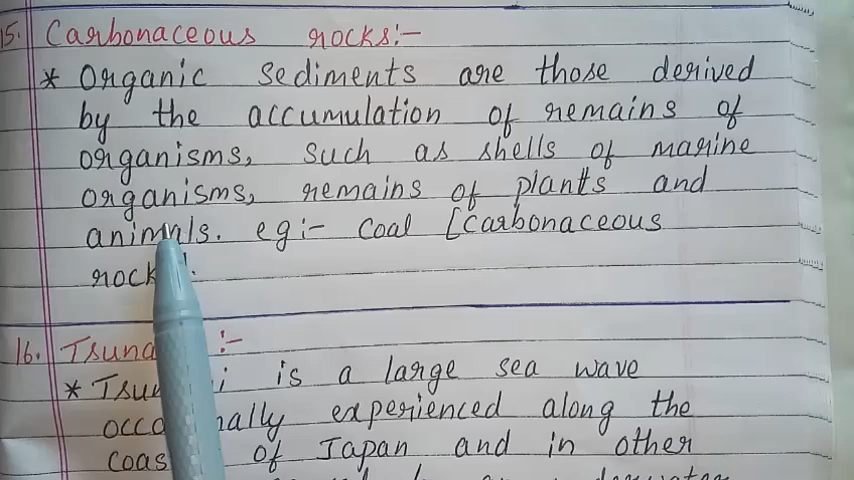 15. Carbonaceous rocks:-
* Organic sediments are those derived
by the accumulation of remains of
organisms, such as shells of marine
organisms, remains of plants and
animals. eg:- Coal [carbonaceous
rock
16. Tsuna :-
* Tsu i is a large sea wave
occa nally experienced along the
coas of Japan and in other